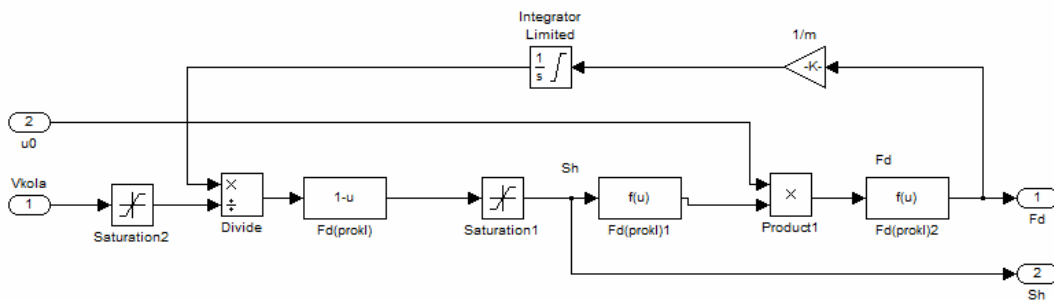 Integrator
Limited
1/m
1
s
-K-
2
u0
Vkola
1
Saturation2
×
÷
Divide
1-u
Fd(prokl)
Saturation1
Sh
f(u)
Fd(prokl)1
×
Product1
Fd
f(u)
Fd(prokl)2
1
Fd
2
Sh